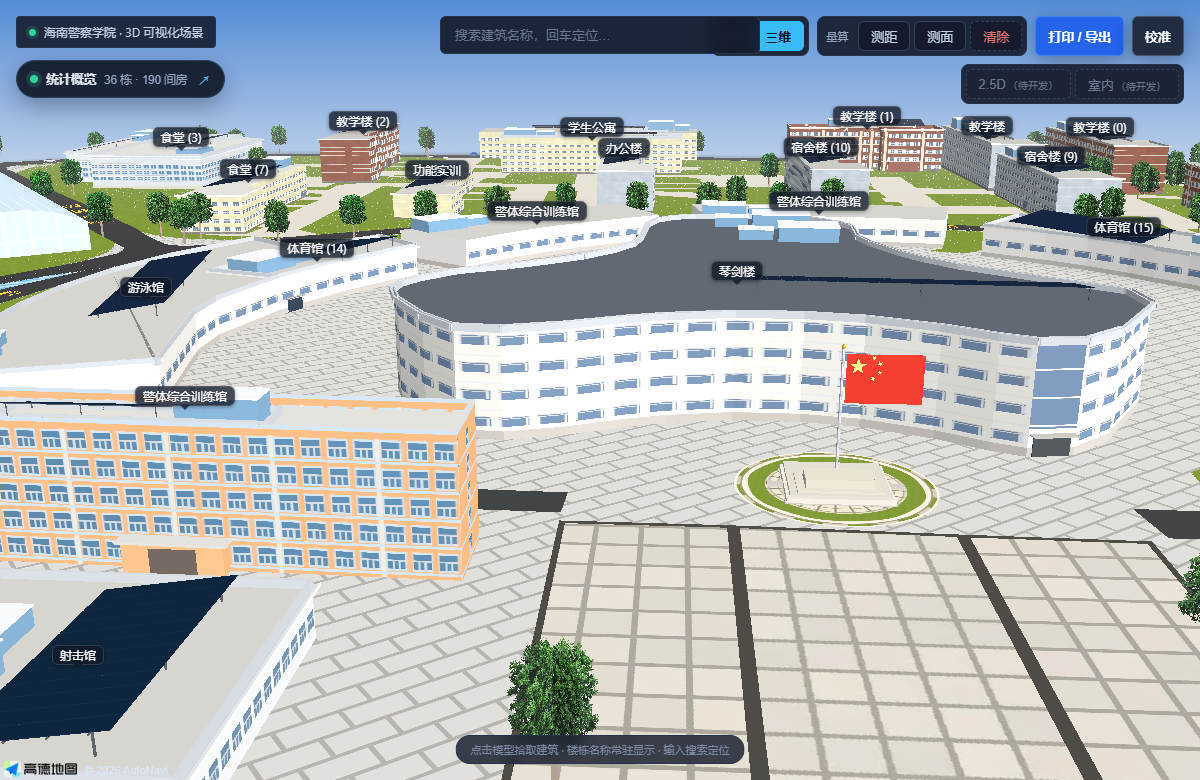 海南警察学院 · 3D 可视化场景
搜索建筑名称，回车定位...
三维
量算
测距
测面
清除
打印 / 导出
校准
统计概览 36 栋 · 190 间房 ↗
2.5D（待开发）
室内（待开发）
教学楼 (2)
教学楼 (1)
学生公寓
教学楼
教学楼 (0)
食堂 (3)
办公楼
宿舍楼 (10)
宿舍楼 (9)
食堂 (7)
功能实训
警体综合训练馆
警体综合训练馆
体育馆 (15)
体育馆 (14)
琴剑楼
游泳馆
警体综合训练馆
射击馆
点击模型拾取建筑 · 楼栋名称常驻显示 · 输入搜索定位
高德地图 © 2026 AutoNavi